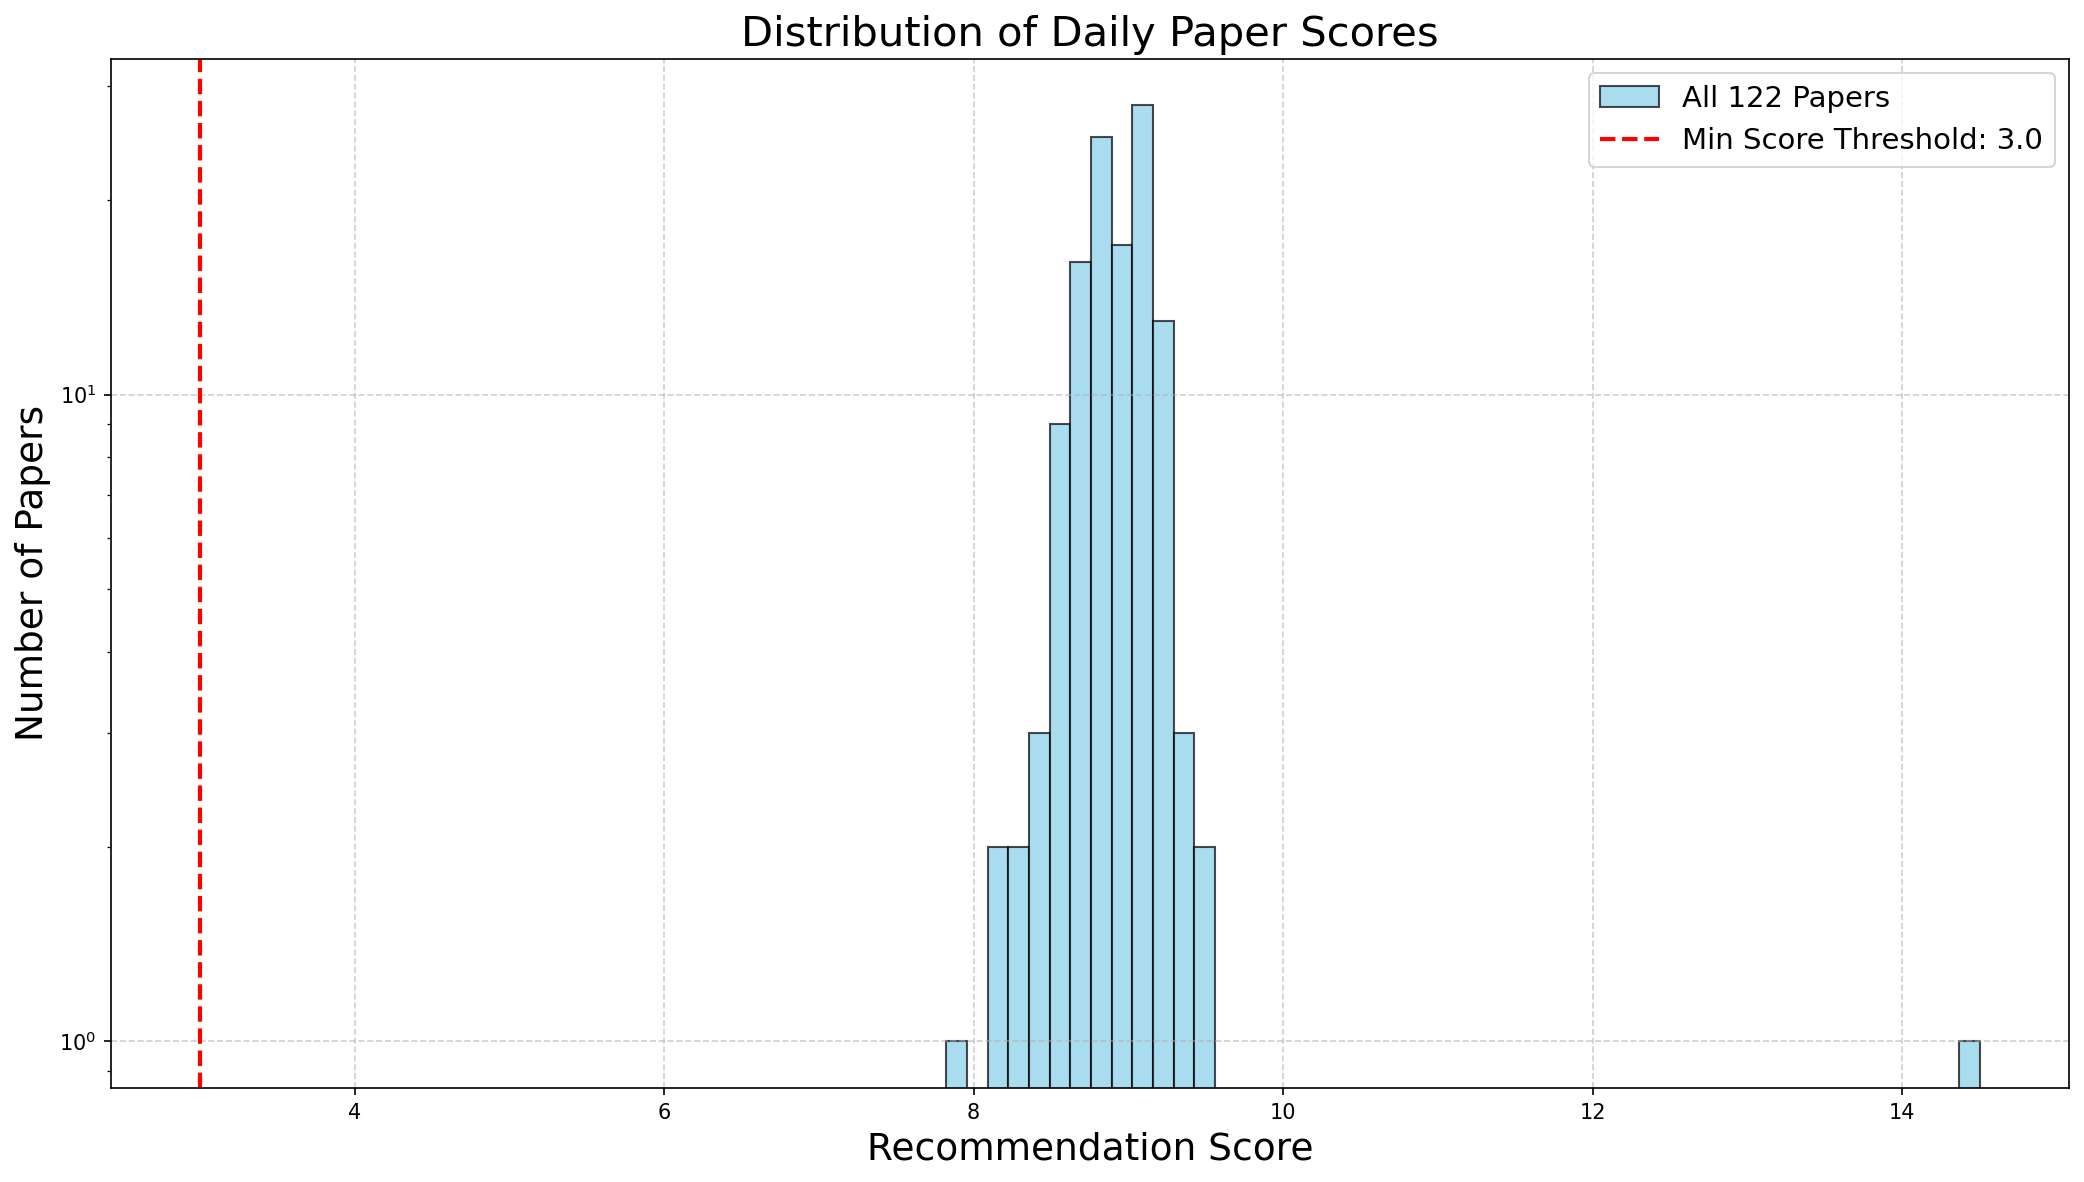 Distribution of Daily Paper Scores
All 122 Papers
Min Score Threshold: 3.0
Number of Papers
10¹
10⁰
4 6 8 10 12 14
Recommendation Score